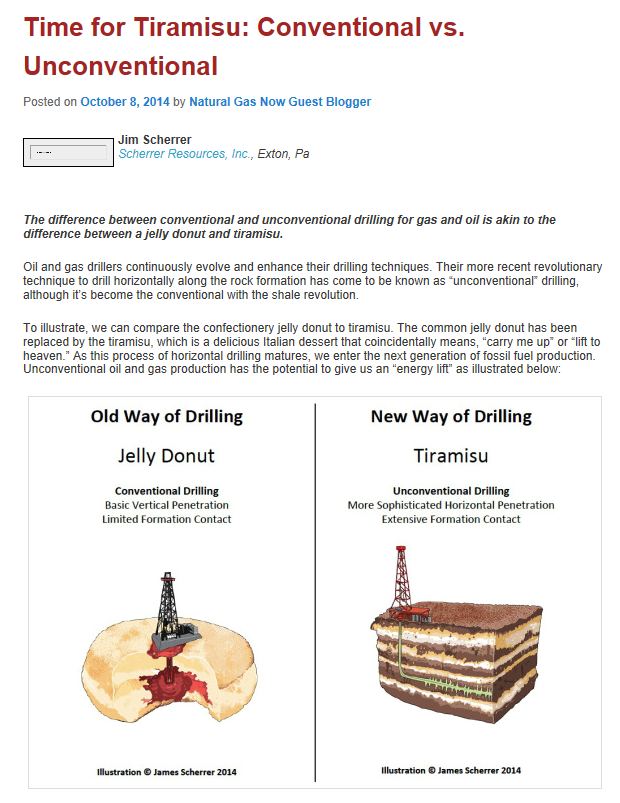 Time for Tiramisu: Conventional vs.
Unconventional
Posted on October 8, 2014 by Natural Gas Now Guest Blogger
Jim Scherrer
Scherrer Resources, Inc., Exton, Pa
The difference between conventional and unconventional drilling for gas and oil is akin to the
difference between a jelly donut and tiramisu.
Oil and gas drillers continuously evolve and enhance their drilling techniques. Their more recent revolutionary
technique to drill horizontally along the rock formation has come to be known as “unconventional” drilling,
although it’s become the conventional with the shale revolution.
To illustrate, we can compare the confectionery jelly donut to tiramisu. The common jelly donut has been
replaced by the tiramisu, which is a delicious Italian dessert that coincidentally means, “carry me up” or “lift to
heaven.” As this process of horizontal drilling matures, we enter the next generation of fossil fuel production.
Unconventional oil and gas production has the potential to give us an “energy lift” as illustrated below:
Old Way of Drilling
Jelly Donut
Conventional Drilling
Basic Vertical Penetration
Limited Formation Contact
Illustration © James Scherrer 2014
New Way of Drilling
Tiramisu
Unconventional Drilling
More Sophisticated Horizontal Penetration
Extensive Formation Contact
Illustration © James Scherrer 2014